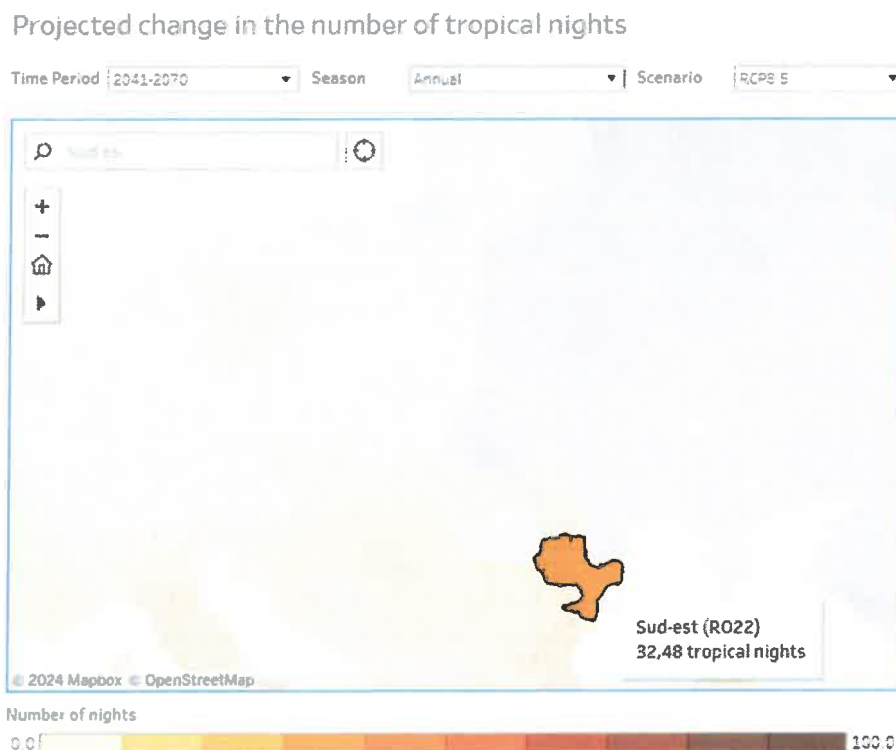 Projected change in the number of tropical nights
Time Period 2041-2070 Season Annual Scenario RCP8.5
Sud-est (RO22)
32,48 tropical nights
© 2024 Mapbox © OpenStreetMap
Number of nights
0.0 100.0